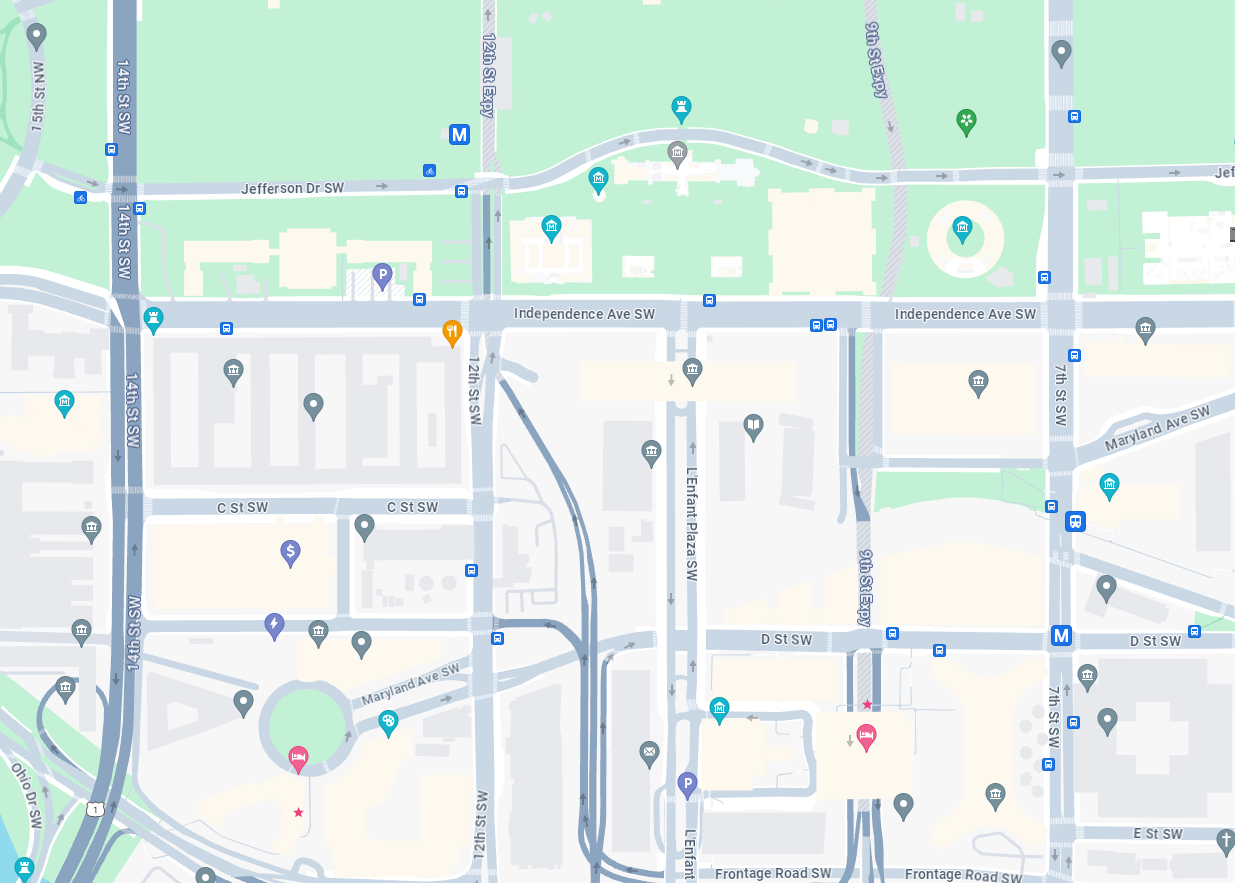 15th St NW
14th St SW
12th St Expy
9th St Expy
M
Jefferson Dr SW
Jef
14th St SW
P
Independence Ave SW
Independence Ave SW
14th St SW
12th St SW
7th St SW
Maryland Ave SW
C St SW
C St SW
L'Enfant Plaza SW
$
9th St Expy
14th St SW
D St SW
M
D St SW
Maryland Ave SW
7th St SW
Ohio Dr SW
1
P
12th St SW
L'Enfant
E St SW
Frontage Road SW
Frontage Road SW